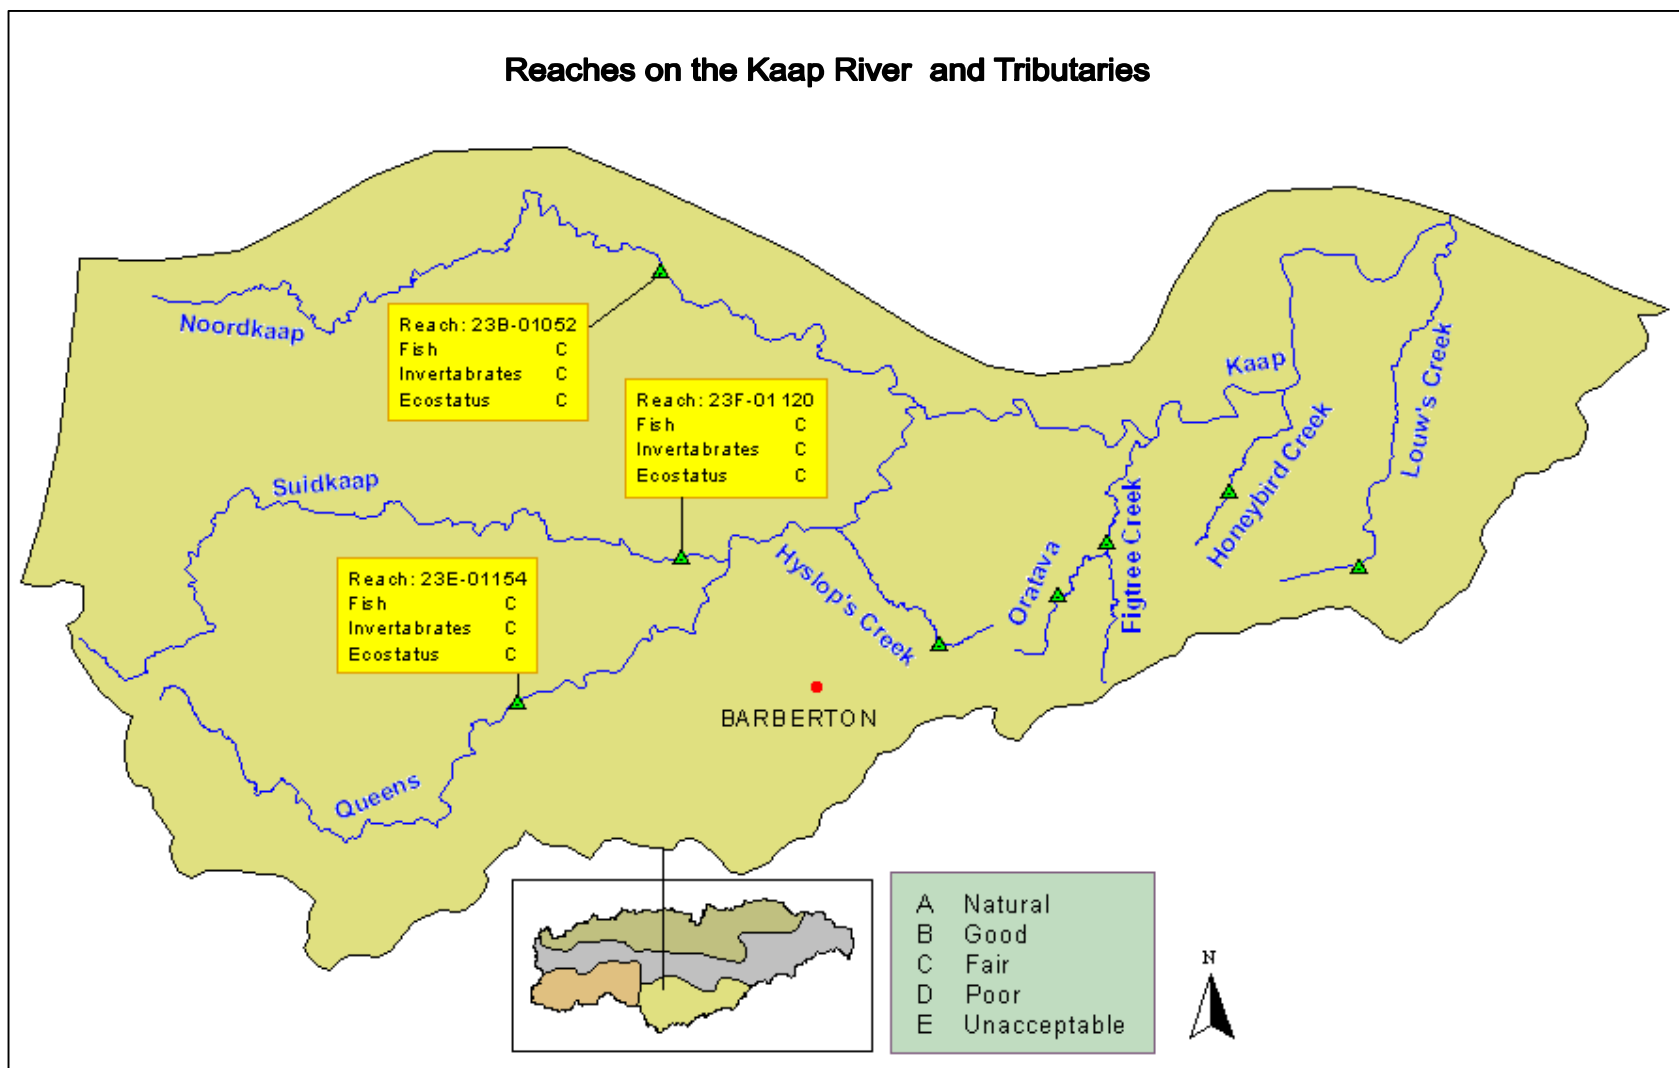 Reaches on the Kaap River and Tributaries
Noordkaap
Reach: 23B-01052
Fish C
Invertabrates C
Ecostatus C
Reach: 23F-01120
Fish C
Invertabrates C
Ecostatus C
Kaap
Louw's Creek
Honeybird Creek
Suidkaap
Figtree Creek
Oratava
Hyslop's Creek
Reach: 23E-01154
Fish C
Invertabrates C
Ecostatus C
BARBERTON
Queens
A Natural
B Good
C Fair
D Poor
E Unacceptable
N